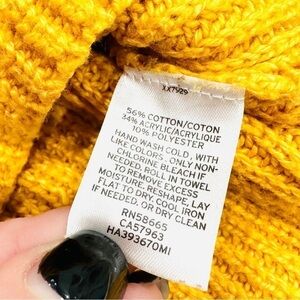 XX7929
56% COTTON/COTON
34% ACRYLIC/ACRYLIQUE
10% POLYESTER
HAND WASH COLD, WITH
LIKE COLORS. ONLY NON-
CHLORINE BLEACH IF
NEEDED. ROLL IN TOWEL
TO REMOVE EXCESS
MOISTURE, RESHAPE, LAY
FLAT TO DRY. COOL IRON
IF NEEDED, OR DRY CLEAN
RN58665
CA57963
HA393670MI